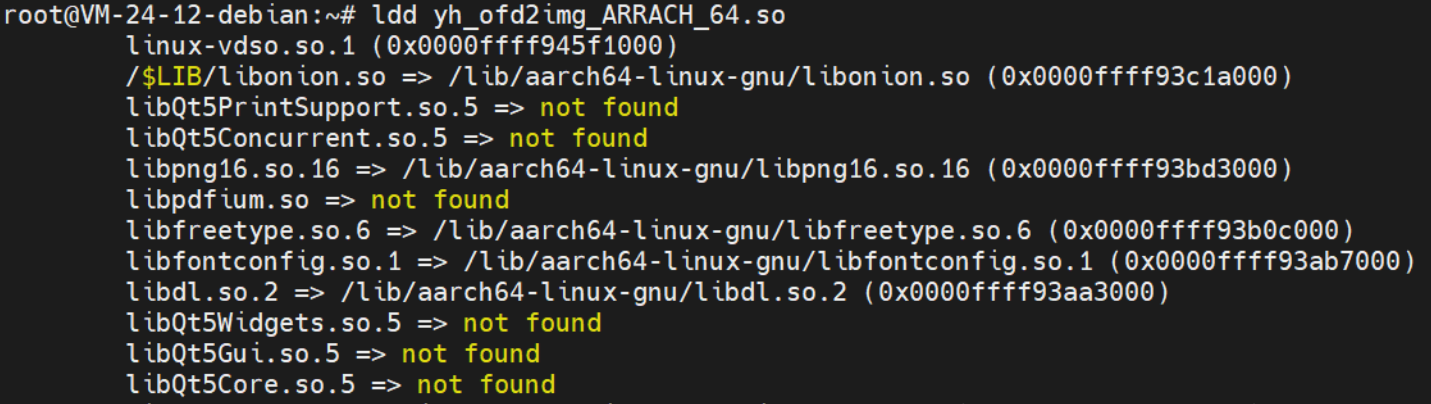 root@VM-24-12-debian:~# ldd yh_ofd2img_ARRACH_64.so
linux-vdso.so.1 (0x0000ffff945f1000)
/$LIB/libonion.so => /lib/aarch64-linux-gnu/libonion.so (0x0000ffff93c1a000)
libQt5PrintSupport.so.5 => not found
libQt5Concurrent.so.5 => not found
libpng16.so.16 => /lib/aarch64-linux-gnu/libpng16.so.16 (0x0000ffff93bd3000)
libpdfium.so => not found
libfreetype.so.6 => /lib/aarch64-linux-gnu/libfreetype.so.6 (0x0000ffff93b0c000)
libfontconfig.so.1 => /lib/aarch64-linux-gnu/libfontconfig.so.1 (0x0000ffff93ab7000)
libdl.so.2 => /lib/aarch64-linux-gnu/libdl.so.2 (0x0000ffff93aa3000)
libQt5Widgets.so.5 => not found
libQt5Gui.so.5 => not found
libQt5Core.so.5 => not found